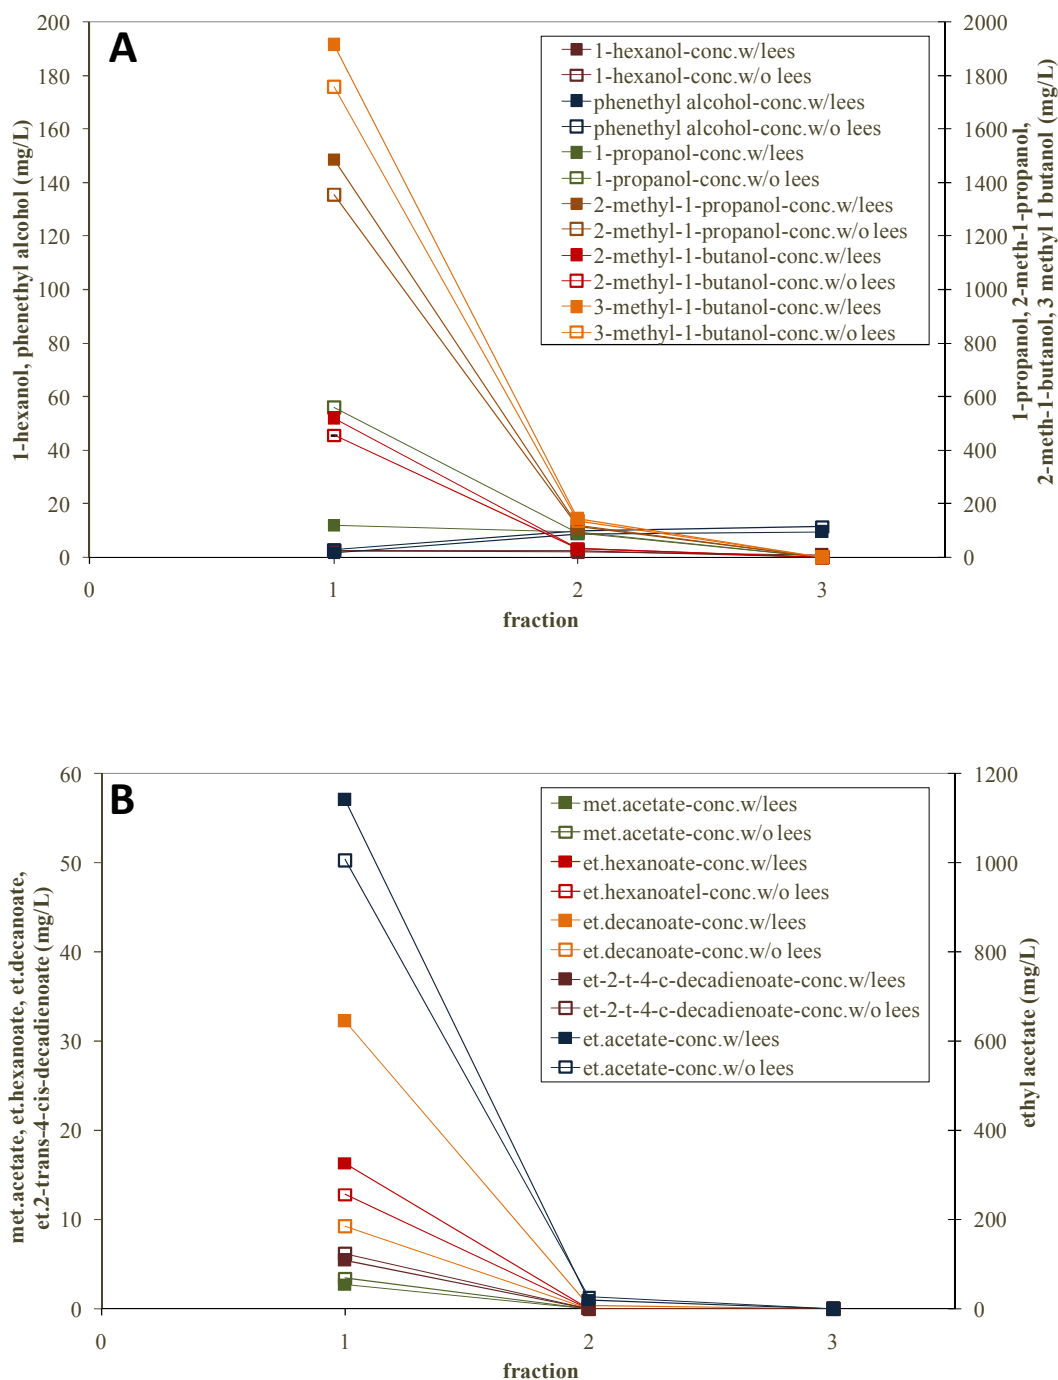 A
1-hexanol, phenethyl alcohol (mg/L)
200
180
160
140
120
100
80
60
40
20
0
1-hexanol-conc.w/lees
1-hexanol-conc.w/o lees
phenethyl alcohol-conc.w/lees
phenethyl alcohol-conc.w/o lees
1-propanol-conc.w/lees
1-propanol-conc.w/o lees
2-methyl-1-propanol-conc.w/lees
2-methyl-1-propanol-conc.w/o lees
2-methyl-1-butanol-conc.w/lees
2-methyl-1-butanol-conc.w/o lees
3-methyl-1-butanol-conc.w/lees
3-methyl-1-butanol-conc.w/o lees
2000
1800
1600
1400
1200
1000
800
600
400
200
0
1-propanol, 2-meth-1-propanol,
2-meth-1-butanol, 3 methyl 1 butanol (mg/L)
0 1 2 3
fraction
B
met.acetate, et.hexanoate, et.decanoate,
et.2-trans-4-cis-decadienoate (mg/L)
60
50
40
30
20
10
0
met.acetate-conc.w/lees
met.acetate-conc.w/o lees
et.hexanoate-conc.w/lees
et.hexanoatel-conc.w/o lees
et.decanoate-conc.w/lees
et.decanoate-conc.w/o lees
et-2-t-4-c-decadienoate-conc.w/lees
et-2-t-4-c-decadienoate-conc.w/o lees
et.acetate-conc.w/lees
et.acetate-conc.w/o lees
1200
1000
800
600
400
200
0
ethyl acetate (mg/L)
0 1 2 3
fraction